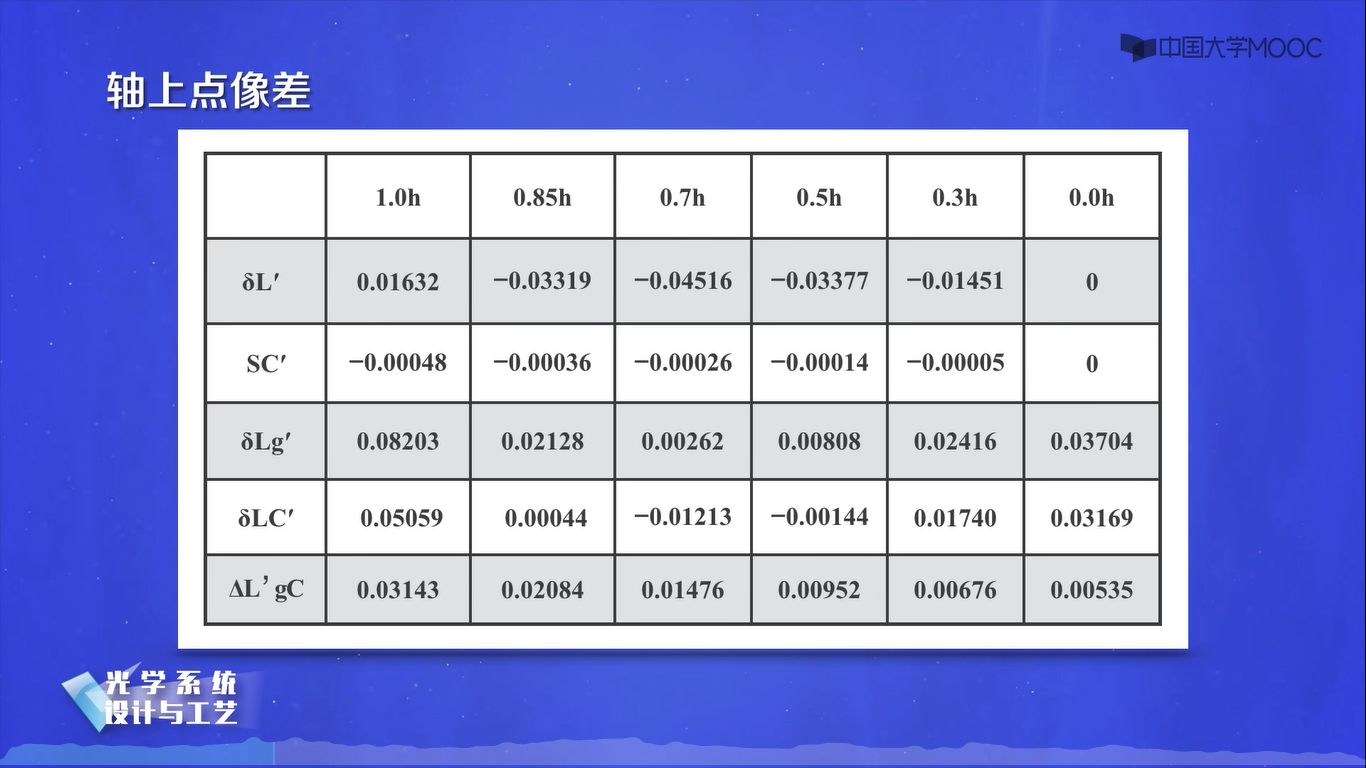 中国大学MOOC
轴上点像差
1.0h 0.85h 0.7h 0.5h 0.3h 0.0h
δL′ 0.01632 −0.03319 −0.04516 −0.03377 −0.01451 0
SC′ −0.00048 −0.00036 −0.00026 −0.00014 −0.00005 0
δLg′ 0.08203 0.02128 0.00262 0.00808 0.02416 0.03704
δLC′ 0.05059 0.00044 −0.01213 −0.00144 0.01740 0.03169
ΔL’gC 0.03143 0.02084 0.01476 0.00952 0.00676 0.00535
光学系统
设计与工艺